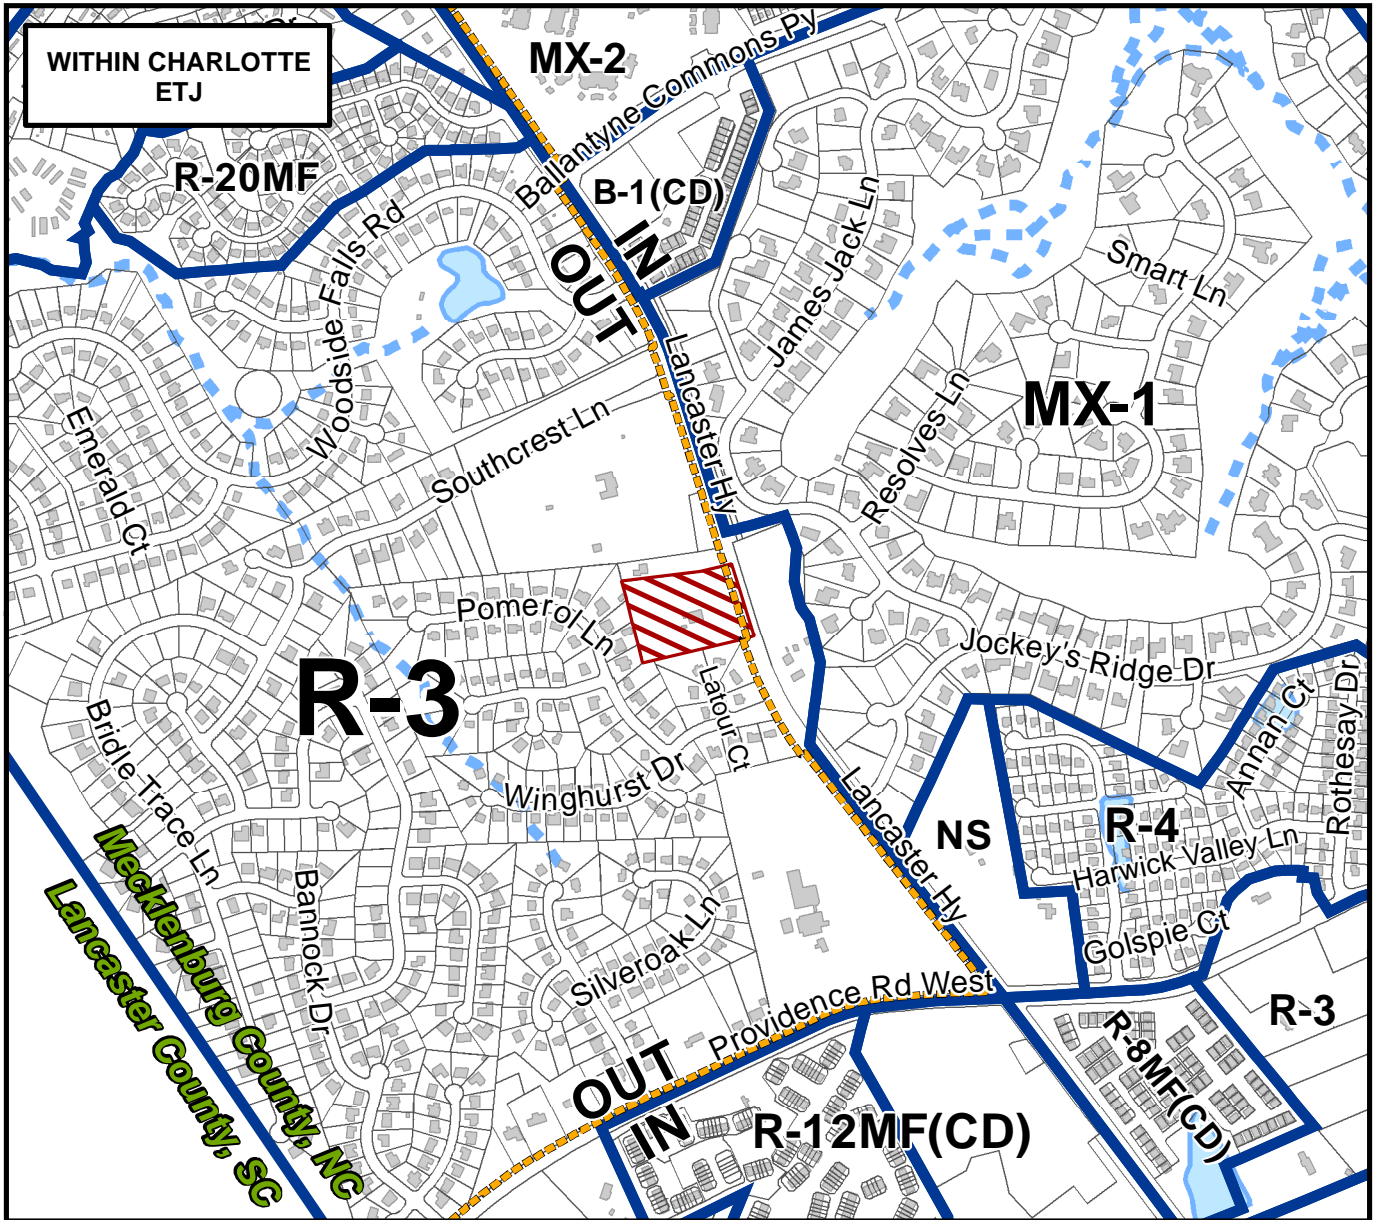 WITHIN CHARLOTTE
ETJ
Dr
MX-2
Ballantyne Commons Py
R-20MF
B-1(CD)
IN
OUT
Woodsipe Falls Rd
James Jack Ln
Smart Ln
Lancaster Hy
MX-1
Resolves Ln
Southcrest Ln
Emerald Ct
Pomerol Ln
R-3
Latour Ct
Jockey's Ridge Dr
Annan Ct
Rothesay Dr
Bridle Trace Ln
Winghurst Dr
Lancaster Hy
NS
R-4
Harwick Valley Ln
Golspie Ct
Mecklenburg County, NC
Lancaster County, SC
Bannock Dr
Silveroak Ln
Providence Rd West
OUT
IN
R-12MF(CD)
R-8MF(CD)
R-3